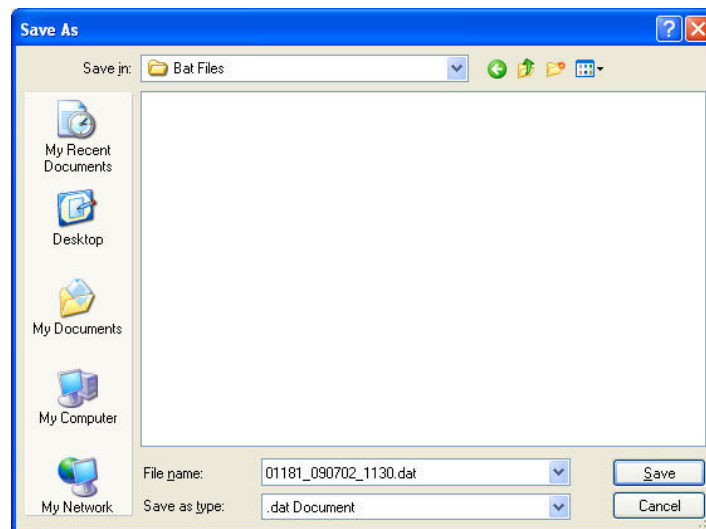 Save As
Save in: Bat Files
My Recent
Documents
Desktop
My Documents
My Computer
My Network
File name: 01181_090702_1130.dat Save
Save as type: .dat Document Cancel